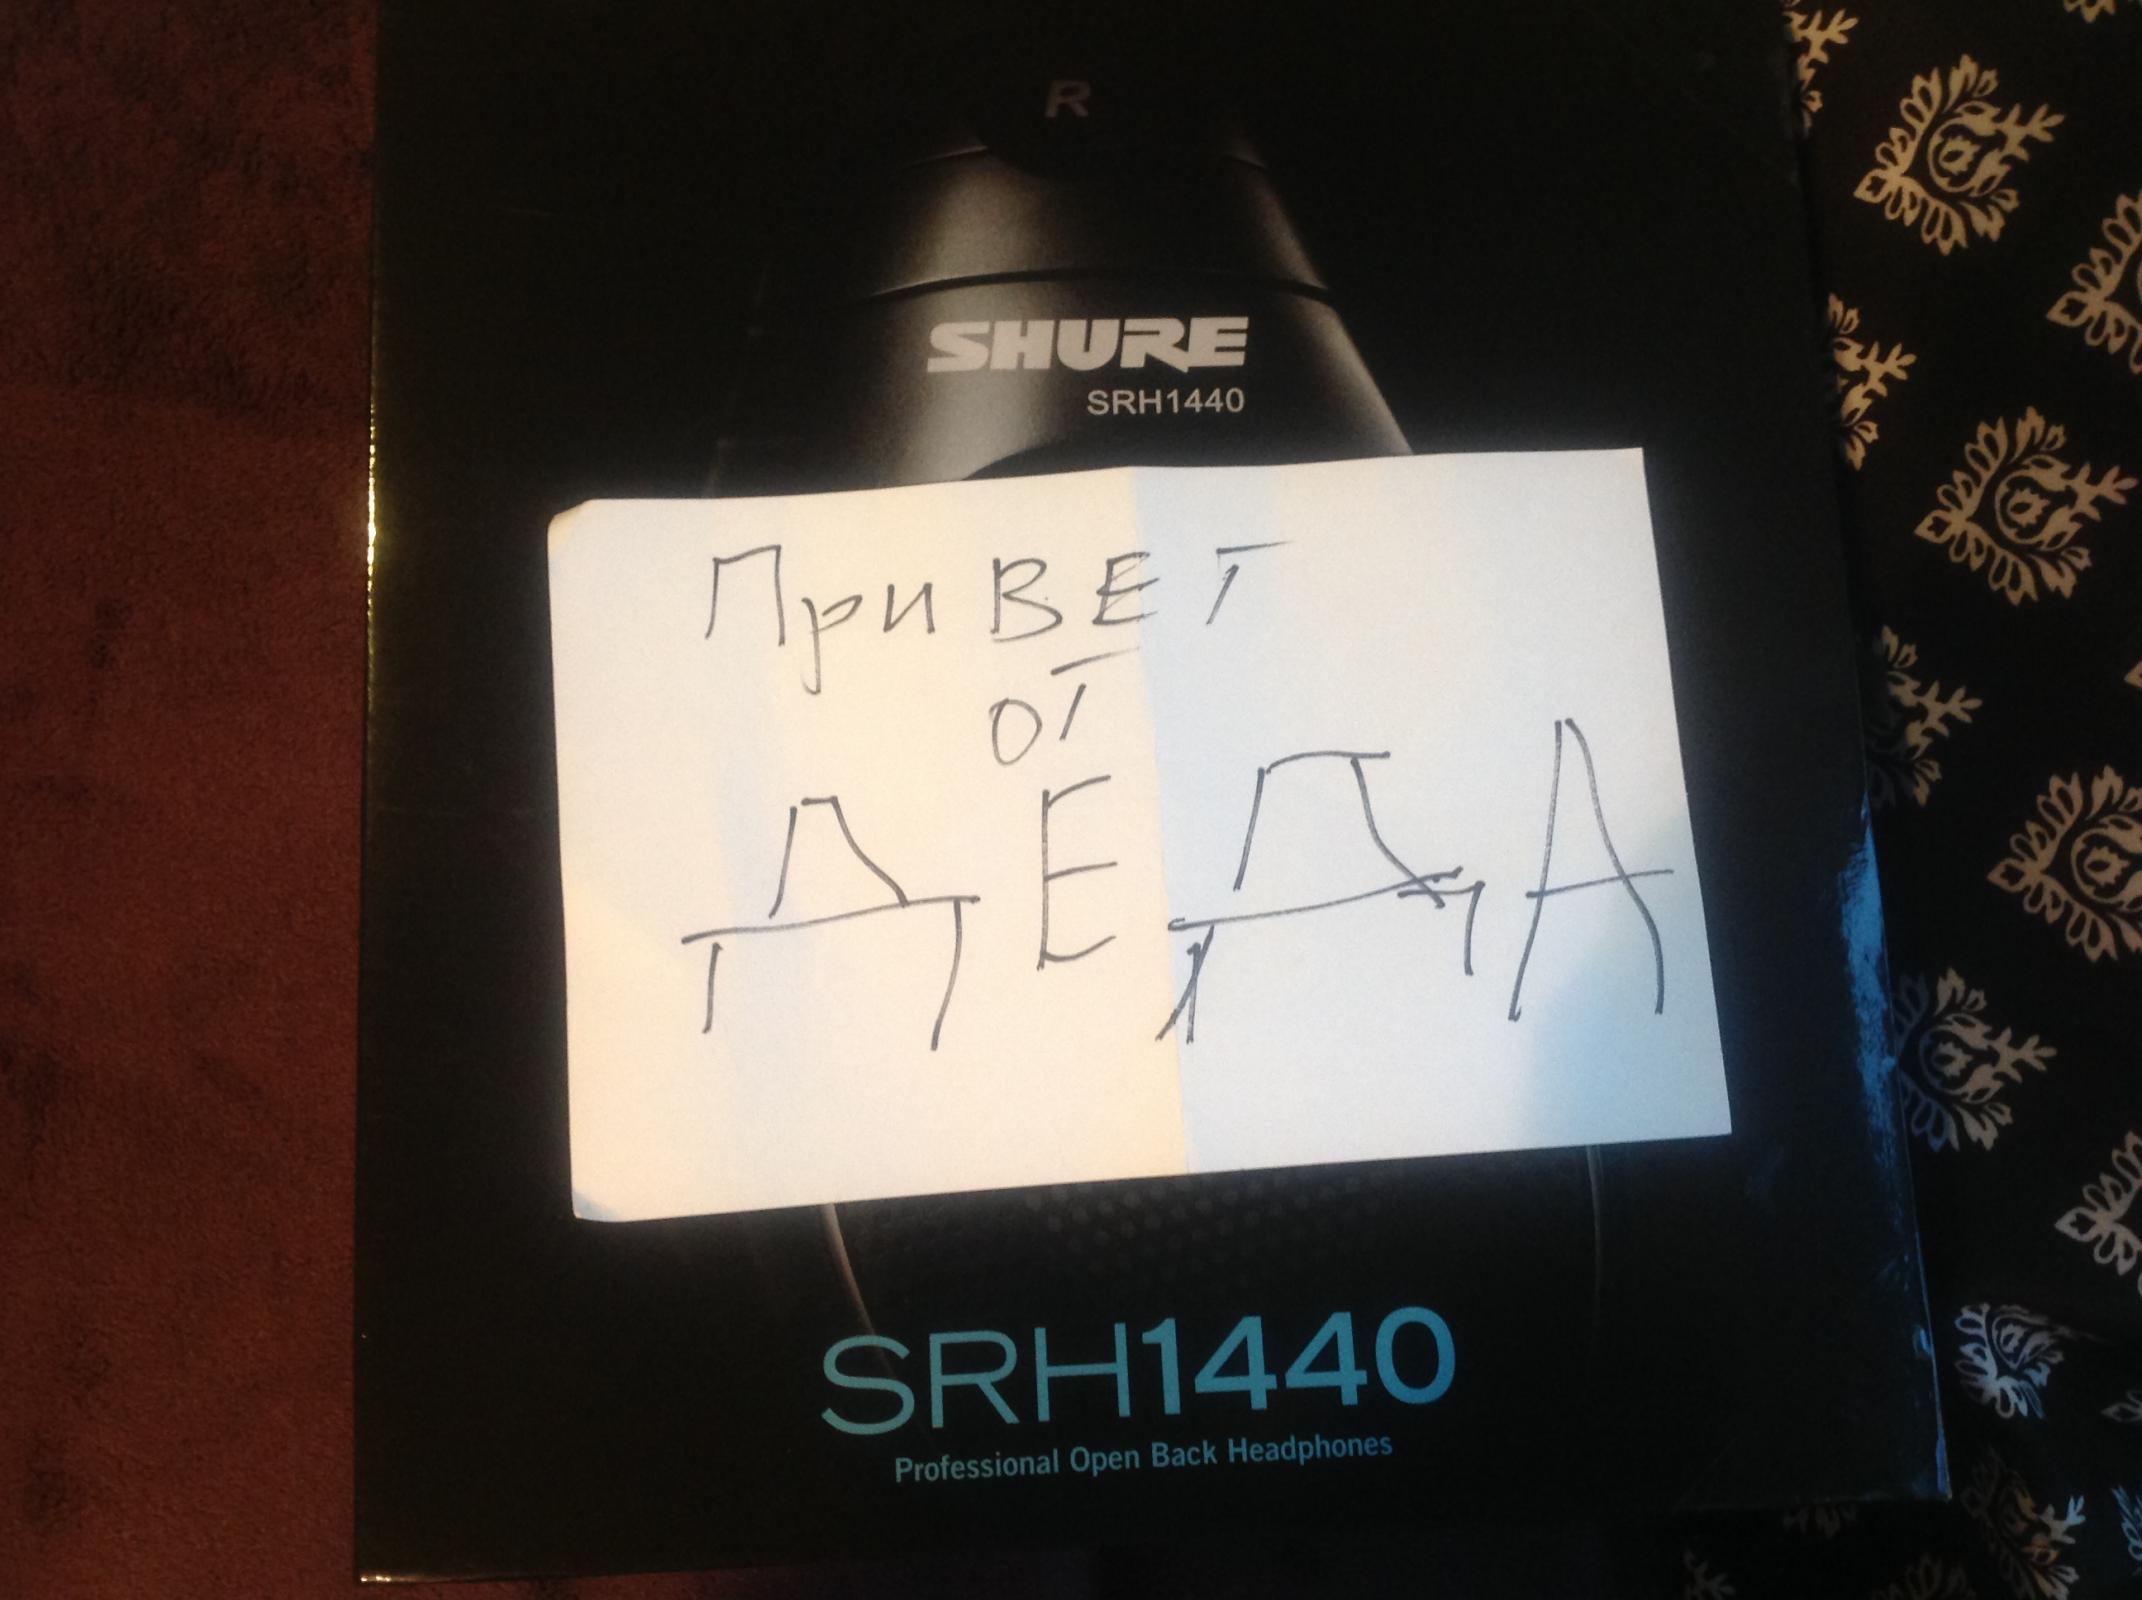 R
SHURE
SRH1440
ПриВЕТ
от
ДЕДА
SRH1440
Professional Open Back Headphones